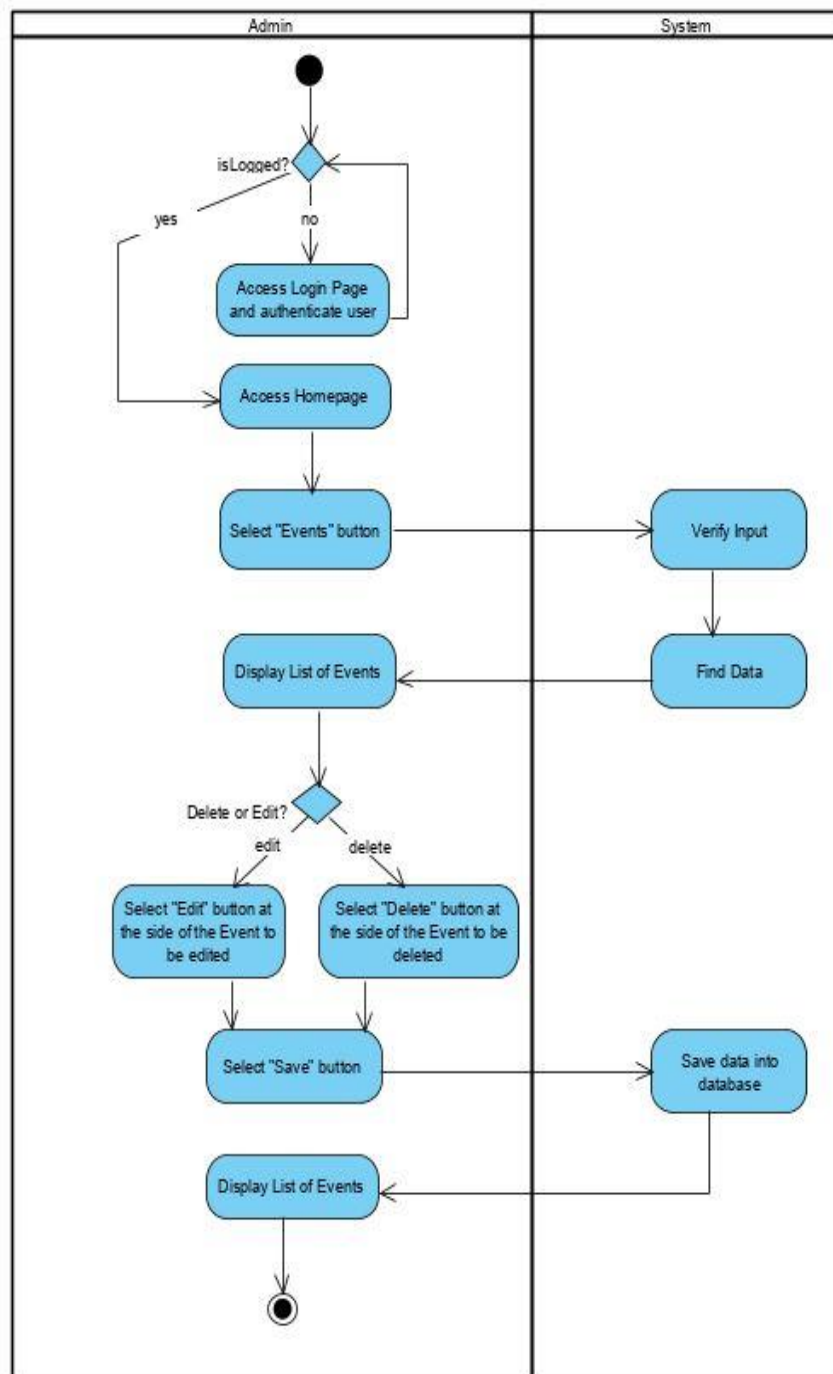 Admin
System
isLogged?
yes
no
Access Login Page
and authenticate user
Access Homepage
Select "Events" button
Verify Input
Display List of Events
Find Data
Delete or Edit?
edit
delete
Select "Edit" button at
the side of the Event to
be edited
Select "Delete" button at
the side of the Event to be
deleted
Select "Save" button
Save data into
database
Display List of Events